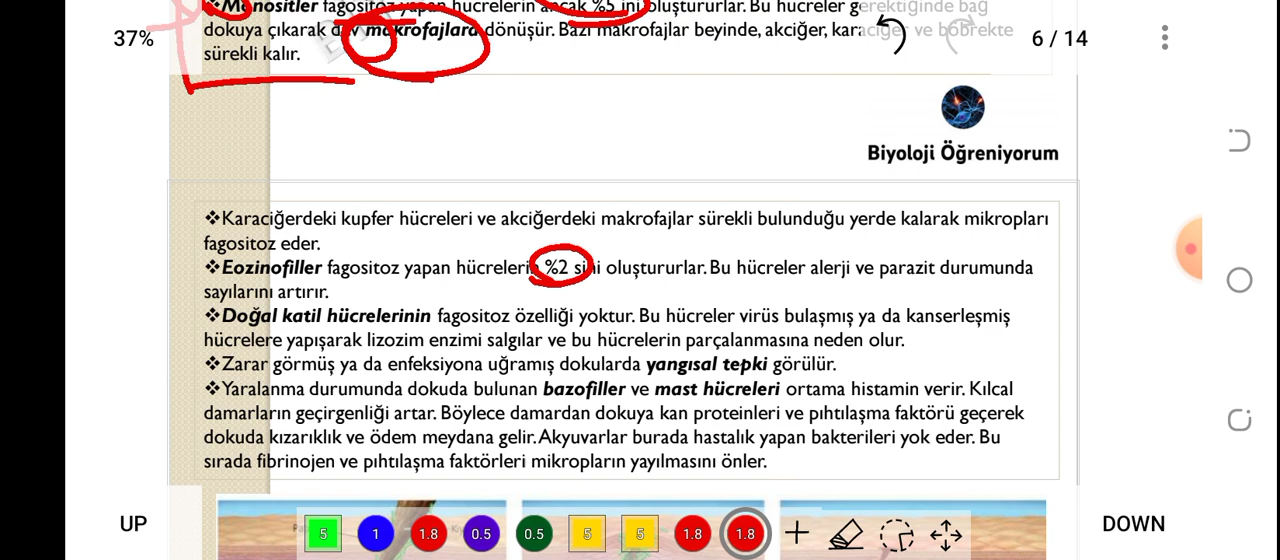 ❖Monositler fagositoz yapan hücrelerin ancak %5 ini oluştururlar. Bu hücreler gerektiğinde bağ
37%
dokuya çıkarak dev makrofajlara dönüşür. Bazı makrofajlar beyinde, akciğer, karaciğer ve böbrekte
6 / 14
sürekli kalır.
Biyoloji Öğreniyorum
❖Karaciğerdeki kupfer hücreleri ve akciğerdeki makrofajlar sürekli bulunduğu yerde kalarak mikropları
fagositoz eder.
❖Eozinofiller fagositoz yapan hücrelerin %2 sini oluştururlar. Bu hücreler alerji ve parazit durumunda
sayılarını artırır.
❖Doğal katil hücrelerinin fagositoz özelliği yoktur. Bu hücreler virüs bulaşmış ya da kanserleşmiş
hücrelere yapışarak lizozim enzimi salgılar ve bu hücrelerin parçalanmasına neden olur.
❖Zarar görmüş ya da enfeksiyona uğramış dokularda yangısal tepki görülür.
❖Yaralanma durumunda dokuda bulunan bazofiller ve mast hücreleri ortama histamin verir. Kılcal
damarların geçirgenliği artar. Böylece damardan dokuya kan proteinleri ve pıhtılaşma faktörü geçerek
dokuda kızarıklık ve ödem meydana gelir. Akyuvarlar burada hastalık yapan bakterileri yok eder. Bu
sırada fibrinojen ve pıhtılaşma faktörleri mikropların yayılmasını önler.
UP
5 1 1.8 0.5 0.5 5 5 1.8 1.8
DOWN